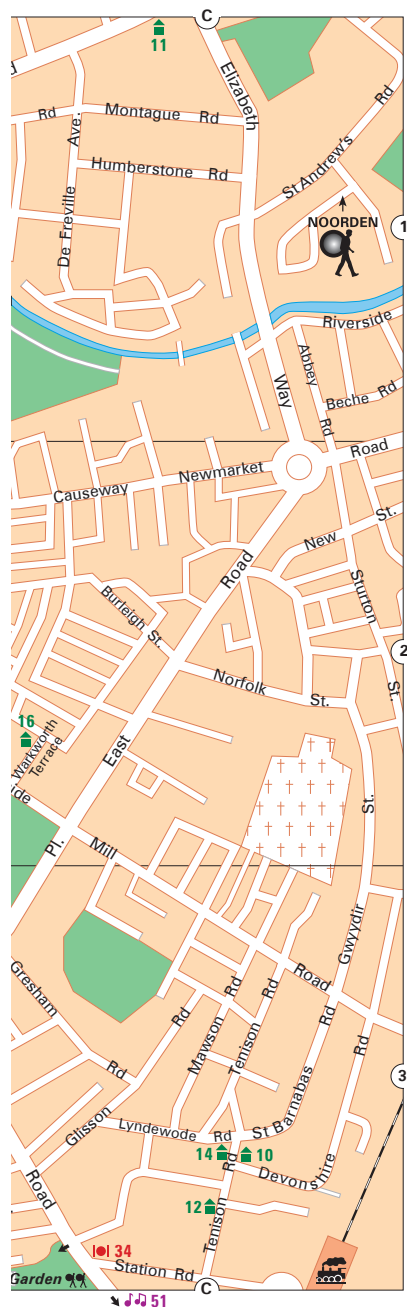 C
11
Elizabeth
Rd
Montague Rd
Rd
Ave.
Humberstone Rd
St Andrew's
NOORDEN
1
De Freville
Riverside
Abbey
Way
Beche Rd
Rd
Road
Newmarket
Causeway
St.
New
Road
Sturton
Burleigh St.
2
Norfolk
St.
St.
16
Warkworth
Terrace
East
ide
St.
Pl.
Mill
Gwydir
Gresham
Road
Rd
Rd
Rd
Rd
Rd
Mawson
Tenison
3
Rd
St Barnabas
Glisson
Lyndewode Rd
14
10
Rd
Devonshire
Road
12
Tenison
34
Station Rd
Garden
C
51